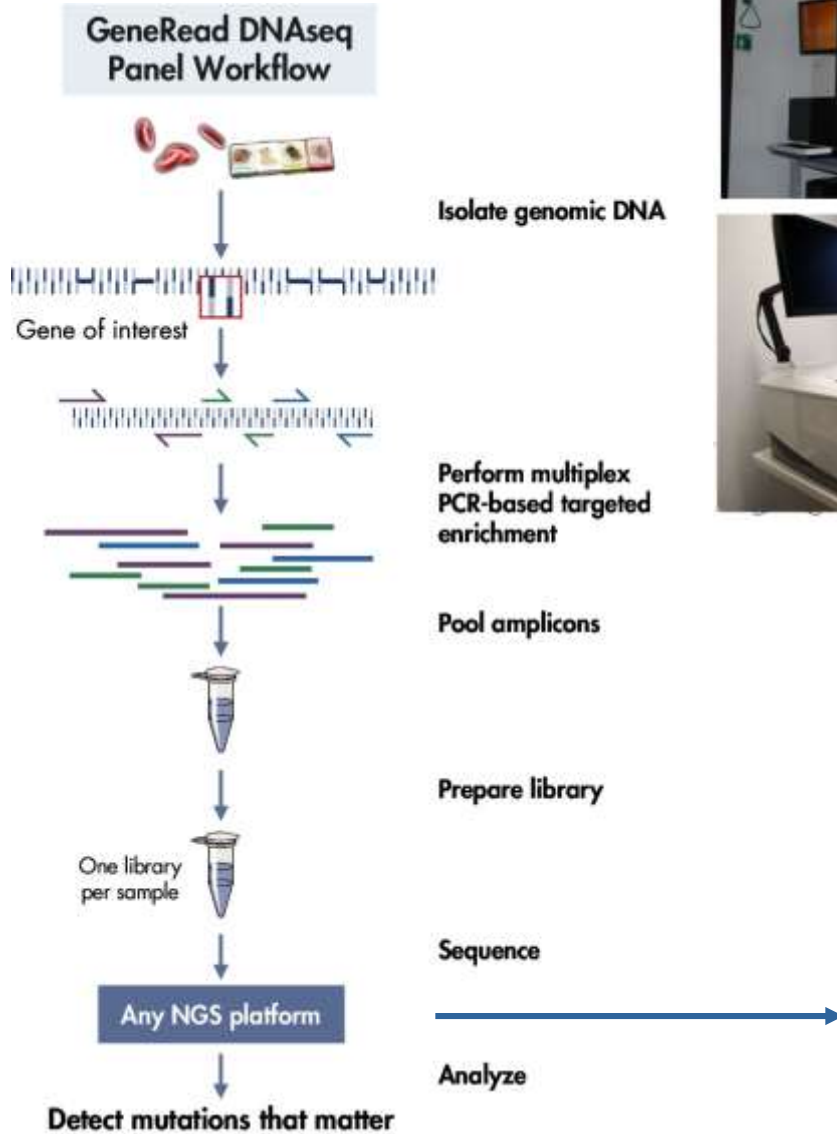 GeneRead DNAseq
Panel Workflow
Isolate genomic DNA
Gene of interest
Perform multiplex
PCR-based targeted
enrichment
Pool amplicons
Prepare library
One library
per sample
Sequence
Any NGS platform
Analyze
Detect mutations that matter